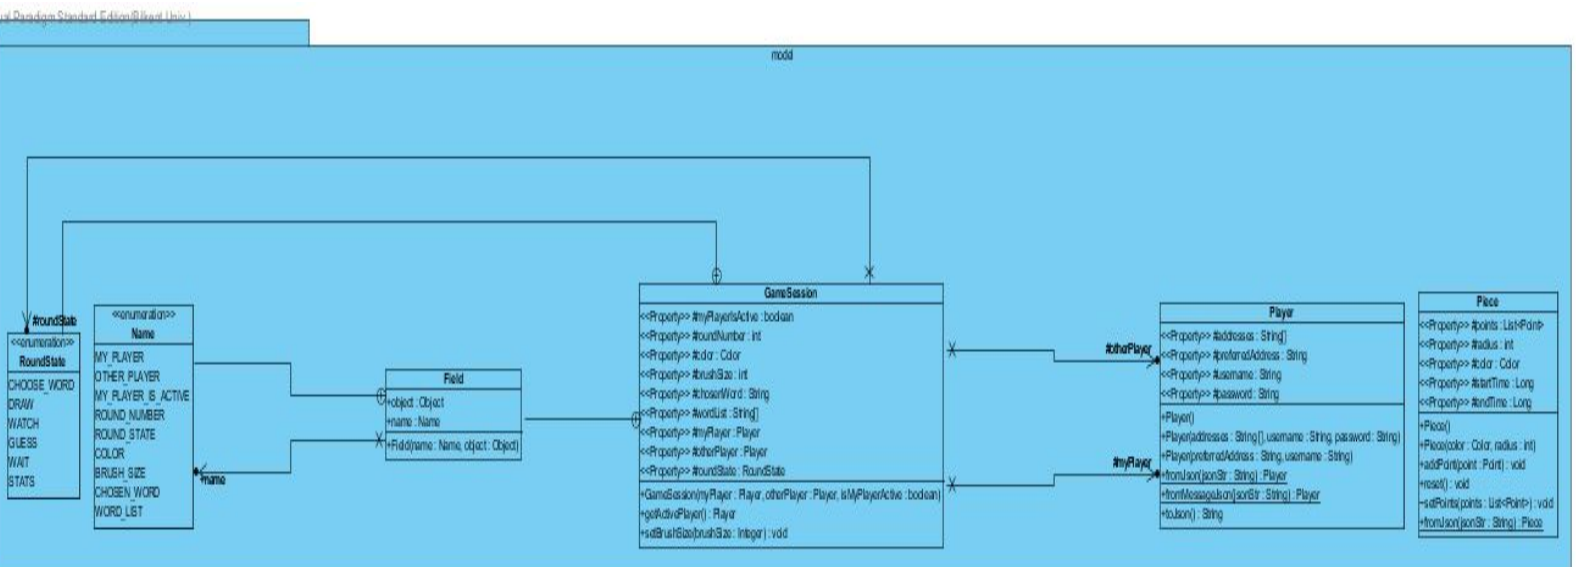 ual Paradigm Standard Edition(Bilkent Univ.)
model
#roundState
<<enumeration>>
RoundState
CHOOSE_WORD
DRAW
WATCH
GUESS
WAIT
STATS
<<enumeration>>
Name
MY_PLAYER
OTHER_PLAYER
MY_PLAYER_IS_ACTIVE
ROUND_NUMBER
ROUND_STATE
COLOR
BRUSH_SIZE
CHOSEN_WORD
WORD_LIST
+name
Field
+object : Object
+name : Name
+Field(name : Name, object : Object)
GameSession
<<Property>> #myPlayerIsActive : boolean
<<Property>> #roundNumber : int
<<Property>> #color : Color
<<Property>> #brushSize : int
<<Property>> #chosenWord : String
<<Property>> #wordList : String[]
<<Property>> #myPlayer : Player
<<Property>> #otherPlayer : Player
<<Property>> #roundState : RoundState
+GameSession(myPlayer : Player, otherPlayer : Player, isMyPlayerActive : boolean)
+getActivePlayer() : Player
+setBrushSize(brushSize : Integer) : void
#otherPlayer
#myPlayer
Player
<<Property>> #addresses : String[]
<<Property>> #preferredAddress : String
<<Property>> #username : String
<<Property>> #password : String
+Player()
+Player(addresses : String[], username : String, password : String)
+Player(preferredAddress : String, username : String)
+fromJson(jsonStr : String) : Player
+fromMessageJson(jsonStr : String) : Player
+toJson() : String
Piece
<<Property>> #points : List<Point>
<<Property>> #radius : int
<<Property>> #color : Color
<<Property>> #startTime : Long
<<Property>> #endTime : Long
+Piece()
+Piece(color : Color, radius : int)
+addPoint(point : Point) : void
+reset() : void
+setPoints(points : List<Point>) : void
+fromJson(jsonStr : String) : Piece